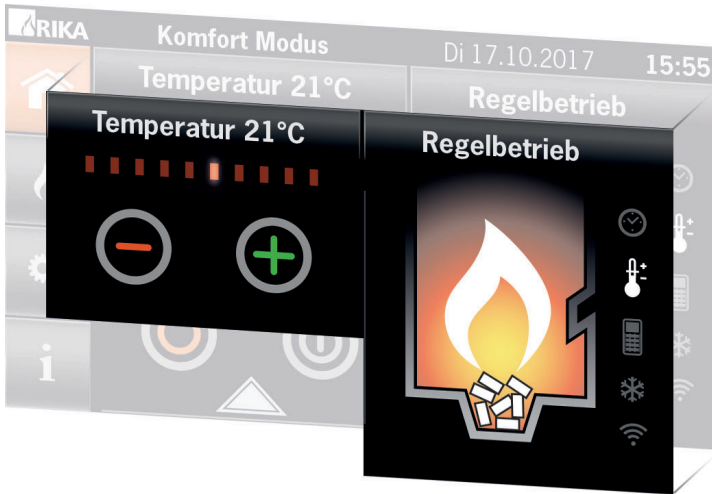 RIKA
Komfort Modus
Di 17.10.2017
15:55
Temperatur 21°C
Regelbetrieb
Temperatur 21°C
Regelbetrieb
i